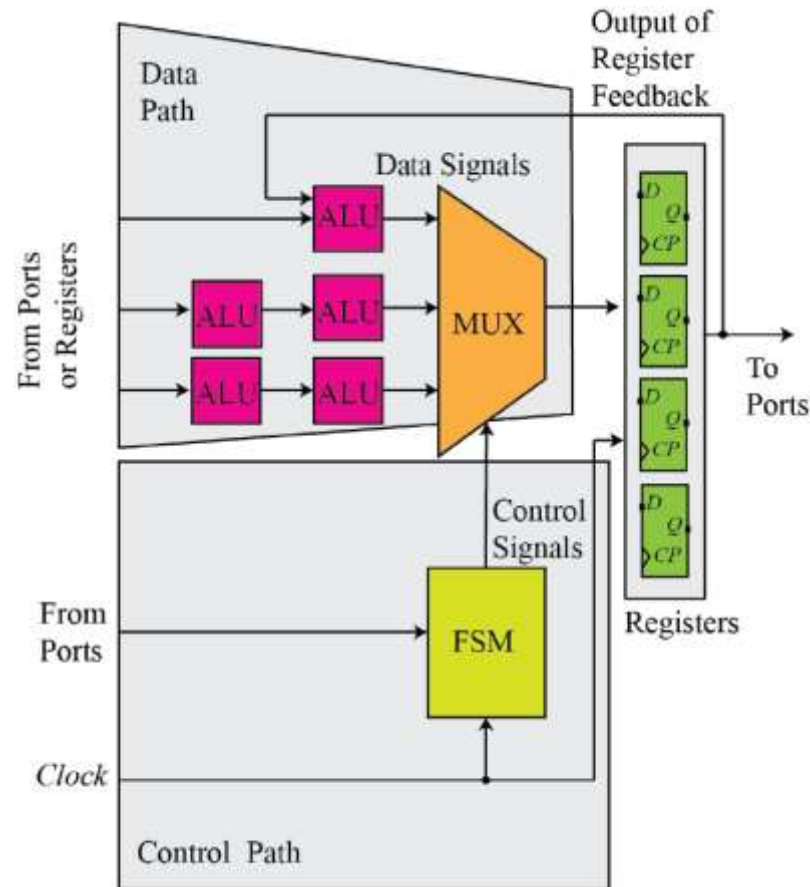 Output of
Register
Feedback
Data
Path
Data Signals
ALU
ALU
ALU
ALU
ALU
MUX
From Ports
or Registers
D
Q
CP
D
Q
CP
D
Q
CP
D
Q
CP
To
Ports
Control
Signals
Registers
From
Ports
FSM
Clock
Control Path